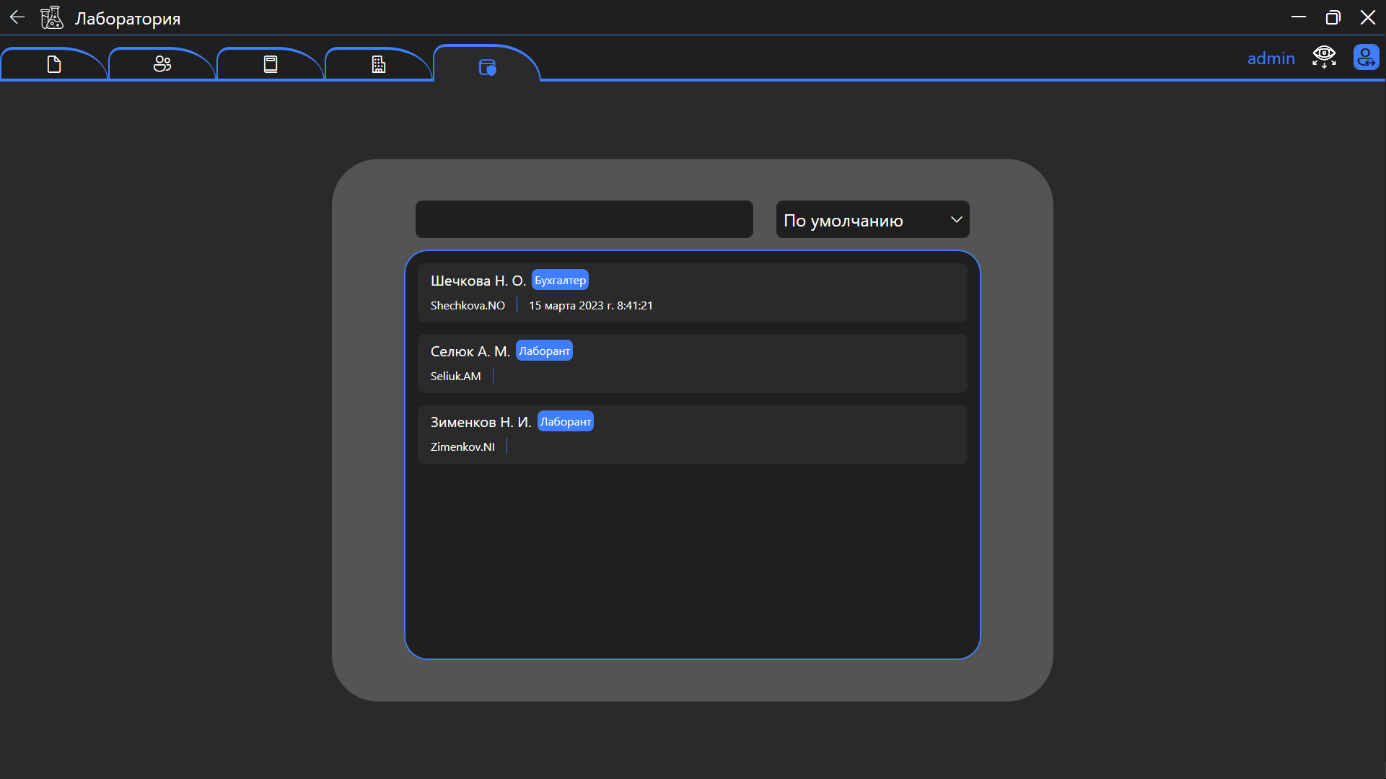 Лаборатория
admin
По умолчанию
Шечкова Н. О. Бухгалтер
Shechkova.NO 15 марта 2023 г. 8:41:21
Селюк А. М. Лаборант
Seliuk.AM
Зименков Н. И. Лаборант
Zimenkov.NI